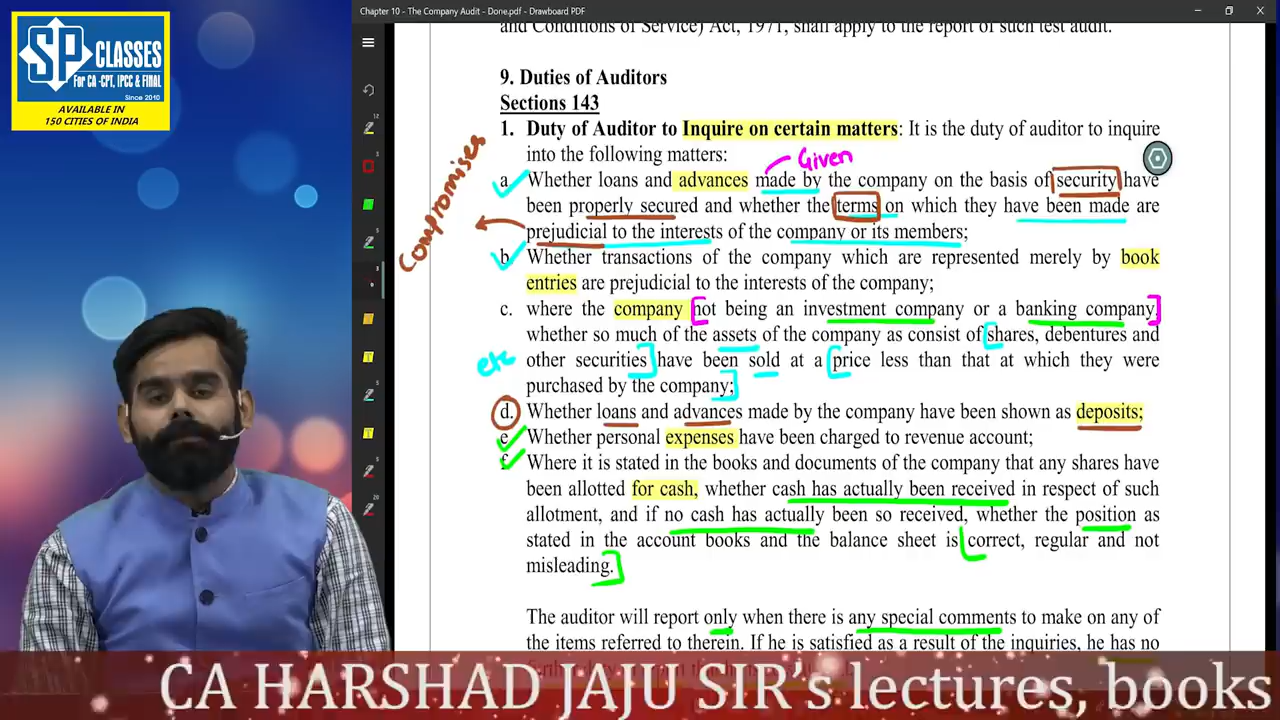 Chapter 10 - The Company Audit - Done.pdf - Drawboard PDF
SP CLASSES
For CA -CPT, IPCC & FINAL
Since 2010
AVAILABLE IN
150 CITIES OF INDIA
and Conditions of Service) Act, 1971, shall apply to the report of such test audit.
9. Duties of Auditors
Sections 143
1. Duty of Auditor to Inquire on certain matters: It is the duty of auditor to inquire
into the following matters:
Given
a. Whether loans and advances made by the company on the basis of security have
been properly secured and whether the terms on which they have been made are
prejudicial to the interests of the company or its members;
Compromises
b. Whether transactions of the company which are represented merely by book
entries are prejudicial to the interests of the company;
c. where the company not being an investment company or a banking company,
whether so much of the assets of the company as consist of shares, debentures and
etc
other securities have been sold at a price less than that at which they were
purchased by the company;
d. Whether loans and advances made by the company have been shown as deposits;
e. Whether personal expenses have been charged to revenue account;
f. Where it is stated in the books and documents of the company that any shares have
been allotted for cash, whether cash has actually been received in respect of such
allotment, and if no cash has actually been so received, whether the position as
stated in the account books and the balance sheet is correct, regular and not
misleading.
The auditor will report only when there is any special comments to make on any of
the items referred to therein. If he is satisfied as a result of the inquiries, he has no
CA HARSHAD JAJU SIR's lectures, books